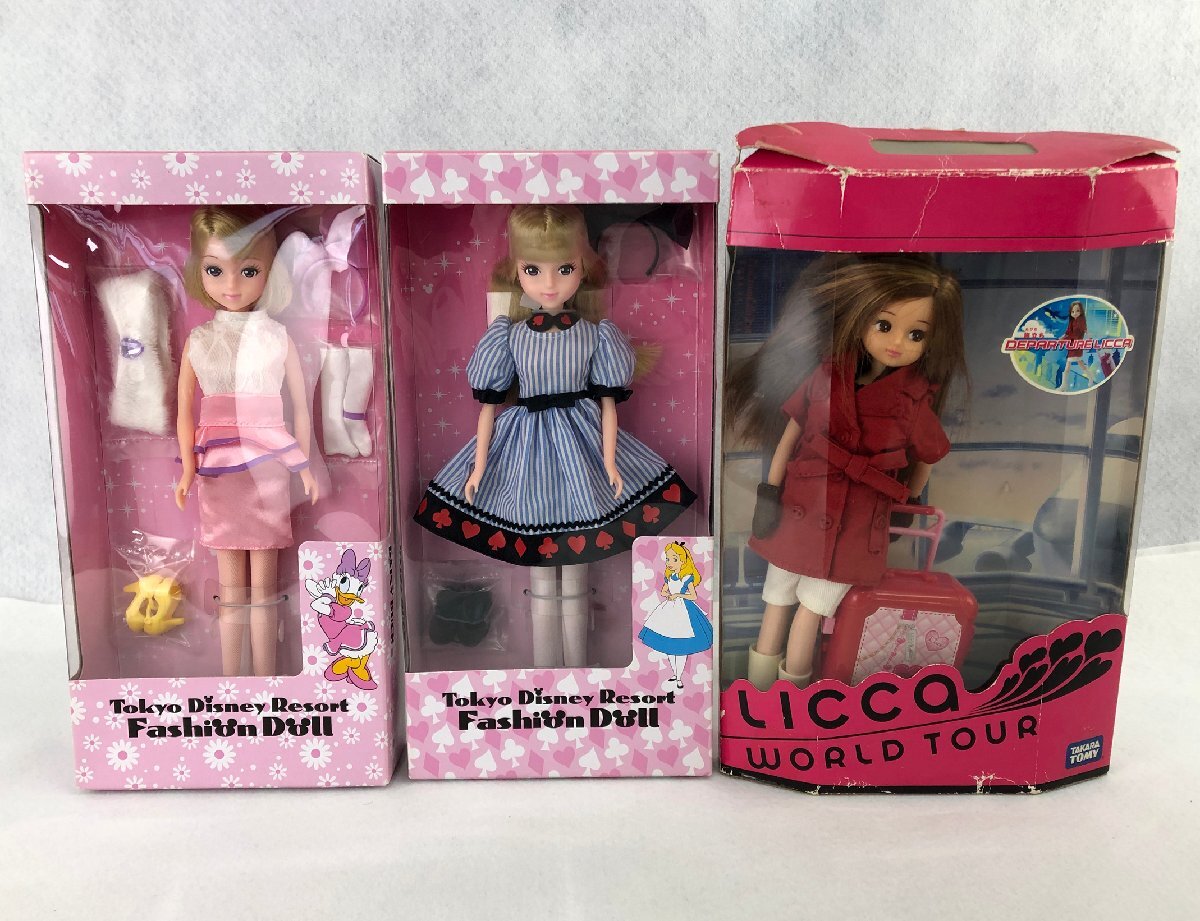 Tokyo Disney Resort
Fashion Doll
Tokyo Disney Resort
Fashion Doll
DEPARTURE LICCA
LICCA
WORLD TOUR
TAKARA
TOMY